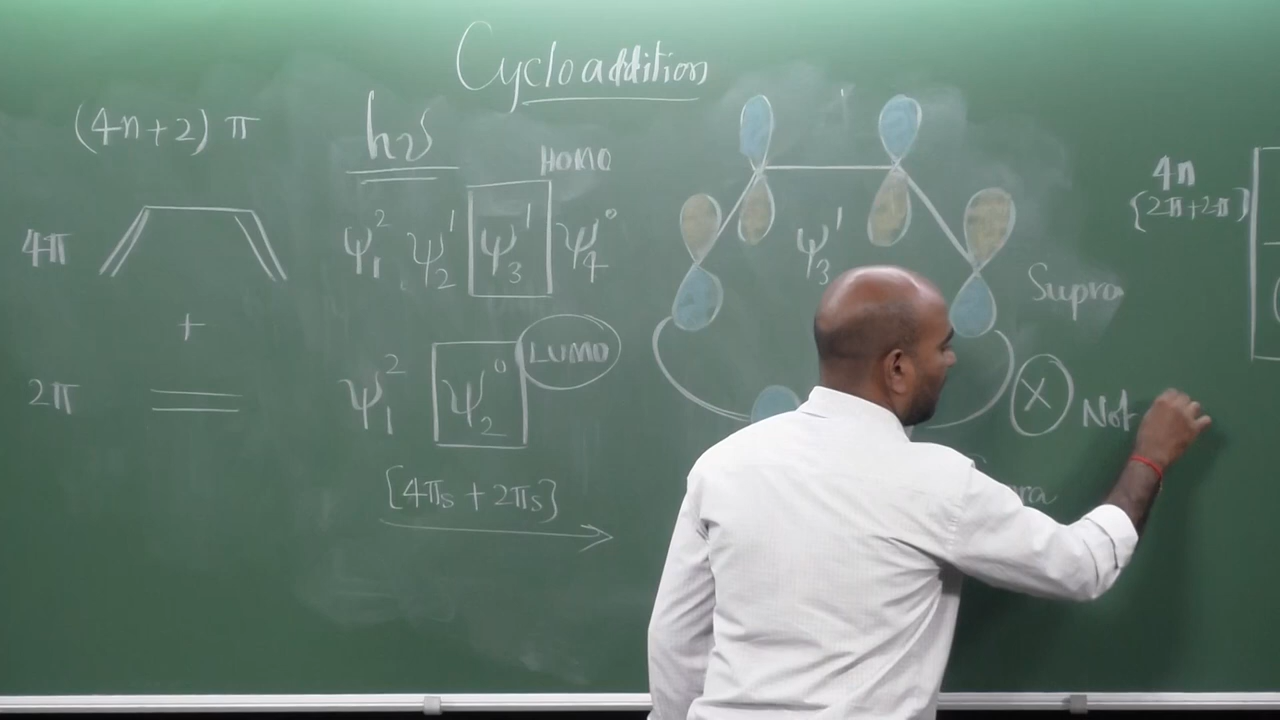 Cycloaddition
(4n+2) π
hν
HOMO
4π
ψ₁² ψ₂¹ ψ₃¹ ψ₄⁰
+
2π
ψ₁² ψ₂⁰ LUMO
[4πs + 2πs]
ψ₃¹
Supra
X Not
4n
{2π+2π}